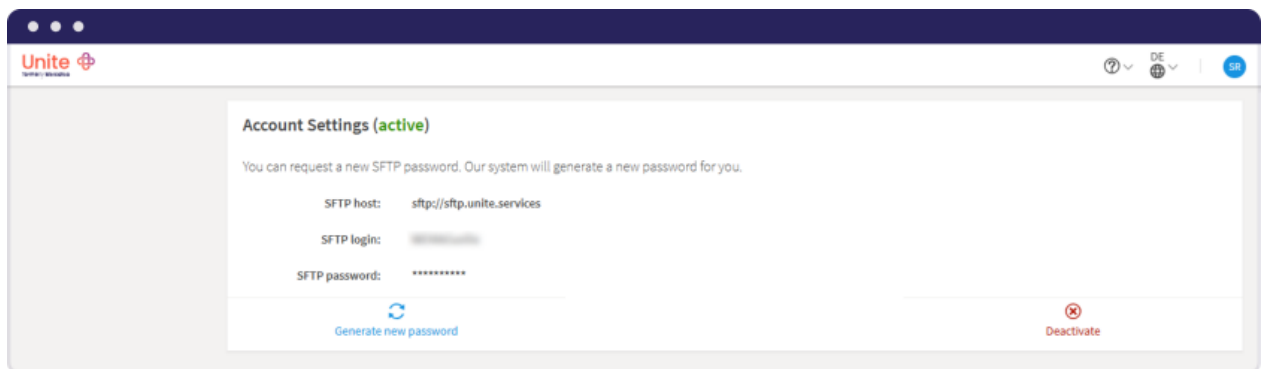 Unite
DE
SR
Account Settings (active)
You can request a new SFTP password. Our system will generate a new password for you.
SFTP host: sftp://sftp.unite.services
SFTP login:
SFTP password: **********
Generate new password
Deactivate